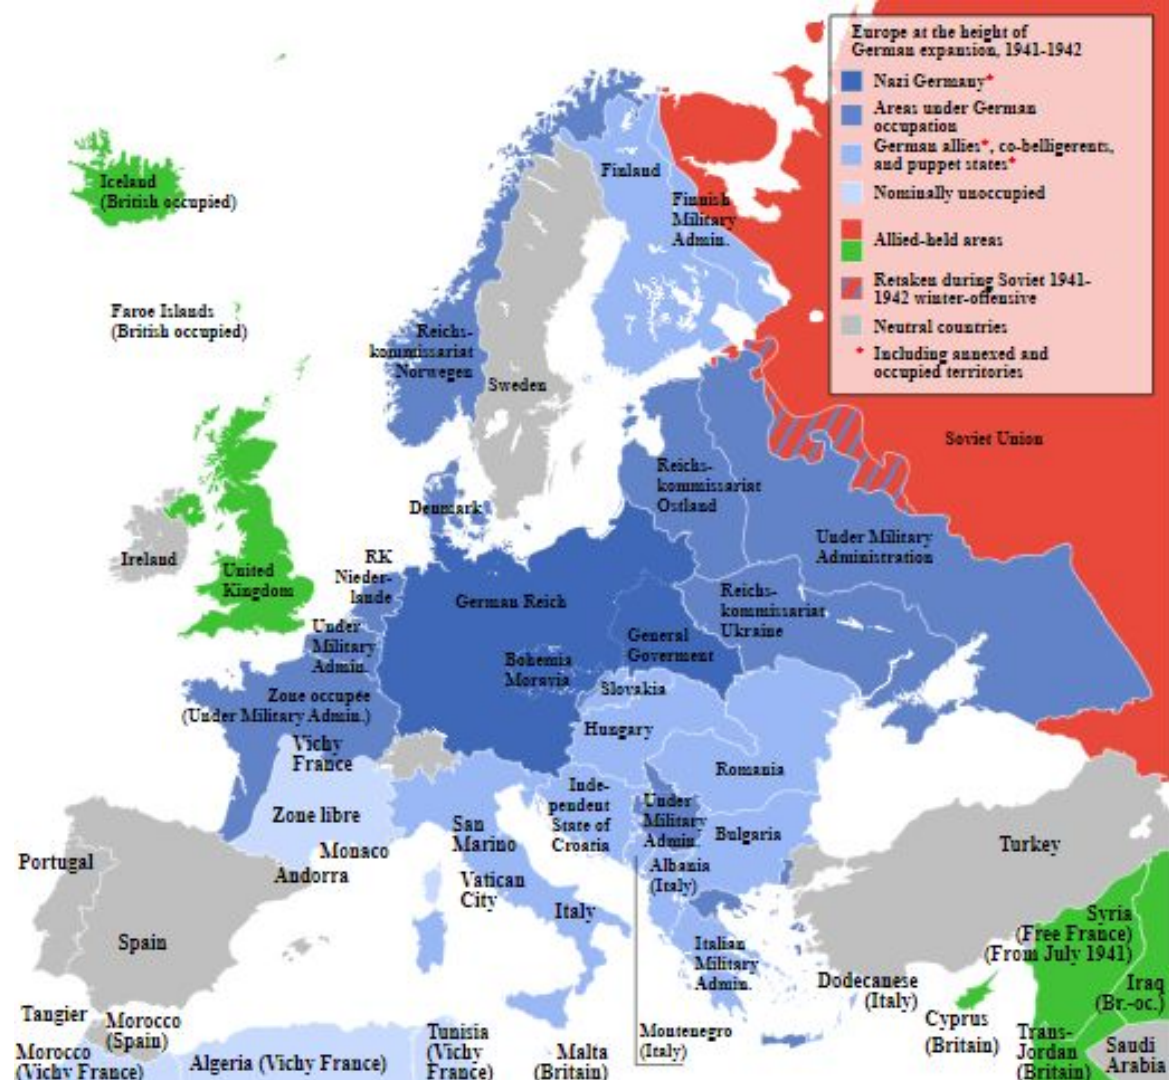 Europe at the height of
German expansion, 1941-1942
Nazi Germany*
Areas under German
occupation
German allies*, co-belligerents,
and puppet states*
Nominally unoccupied
Allied-held areas
Retaken during Soviet 1941-
1942 winter-offensive
Neutral countries
* Including annexed and
occupied territories
Iceland
(British occupied)
Faroe Islands
(British occupied)
Finland
Finnish
Military
Admin.
Reichs-
kommissariat
Norwegen
Sweden
Soviet Union
Reichs-
kommissariat
Ostland
Denmark
Under Military
Administration
Ireland
United
Kingdom
RK
Nieder-
lande
German Reich
Reichs-
kommissariat
Ukraine
Under
Military
Admin.
General
Goverment
Bohemia
Moravia
Slovakia
Zone occupée
(Under Military Admin.)
Hungary
Vichy
France
Romania
Zone libre
Inde-
pendent
State of
Croatia
Under
Military
Admin.
San
Marino
Bulgaria
Turkey
Monaco
Portugal
Andorra
Albania
(Italy)
Vatican
City
Italy
Spain
Italian
Military
Admin.
Syria
(Free France)
(From July 1941)
Dodecanese
(Italy)
Iraq
(Br.-oc.)
Tangier
Morocco
(Spain)
Cyprus
(Britain)
Montenegro
(Italy)
Tunisia
(Vichy
France)
Morocco
(Vichy France)
Algeria (Vichy France)
Malta
(Britain)
Trans-
Jordan
(Britain)
Saudi
Arabia